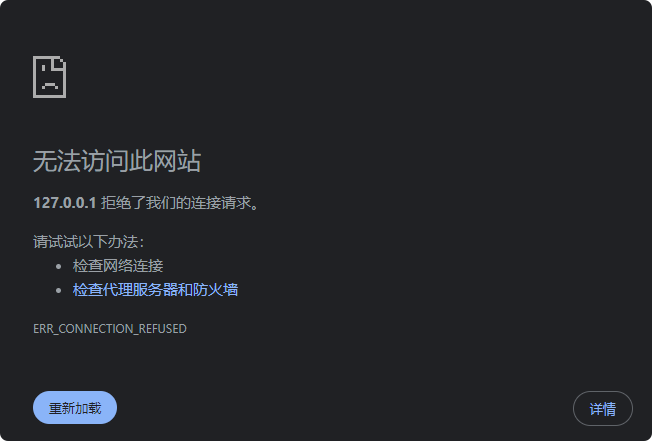 无法访问此网站
127.0.0.1 拒绝了我们的连接请求。
请试试以下办法：
• 检查网络连接
• 检查代理服务器和防火墙
ERR_CONNECTION_REFUSED
重新加载
详情